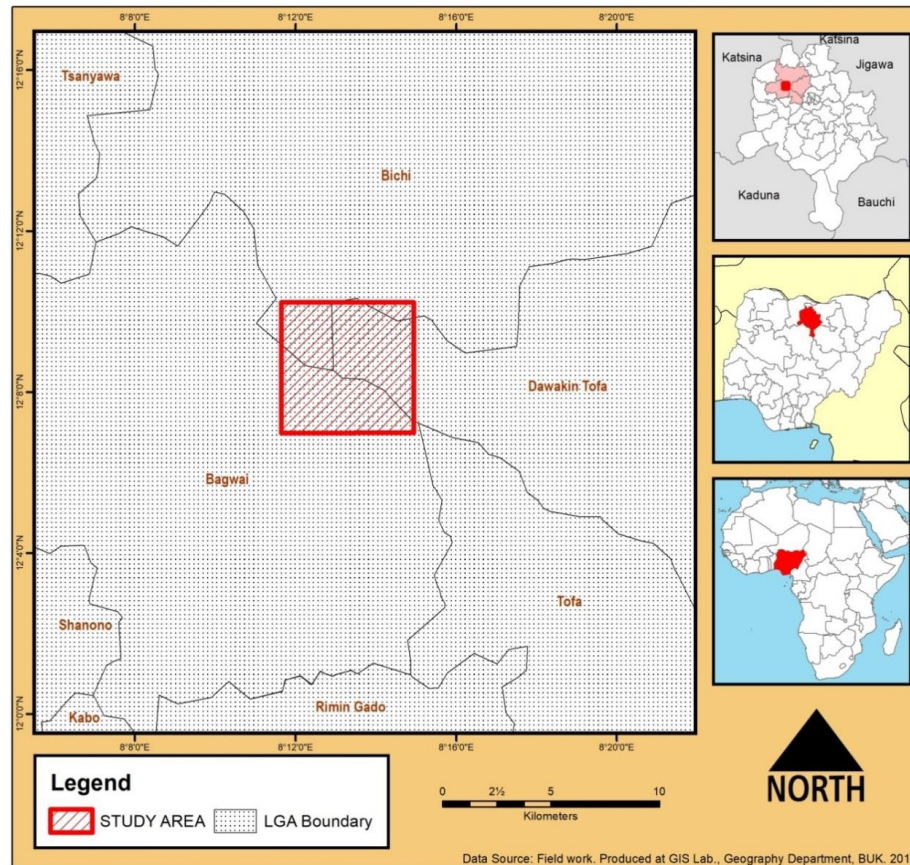 8°8'0"E 8°12'0"E 8°16'0"E 8°20'0"E
12°16'0"N
12°12'0"N
12°8'0"N
12°4'0"N
12°0'0"N
Tsanyawa
Bichi
Dawakin Tofa
Bagwai
Tofa
Shanono
Kabo
Rimin Gado
8°8'0"E 8°12'0"E 8°16'0"E 8°20'0"E
Katsina
Katsina
Jigawa
Kaduna
Bauchi
Legend
STUDY AREA
LGA Boundary
0 2½ 5 10
Kilometers
NORTH
Data Source: Field work. Produced at GIS Lab., Geography Department, BUK. 201